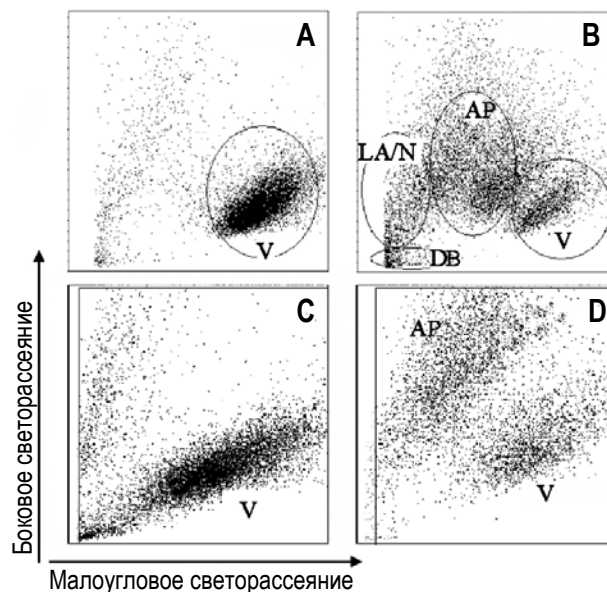 A
V
B
AP
LA/N
V
DB
C
V
D
AP
V
Боковое светорассеяние
Малоугловое светорассеяние